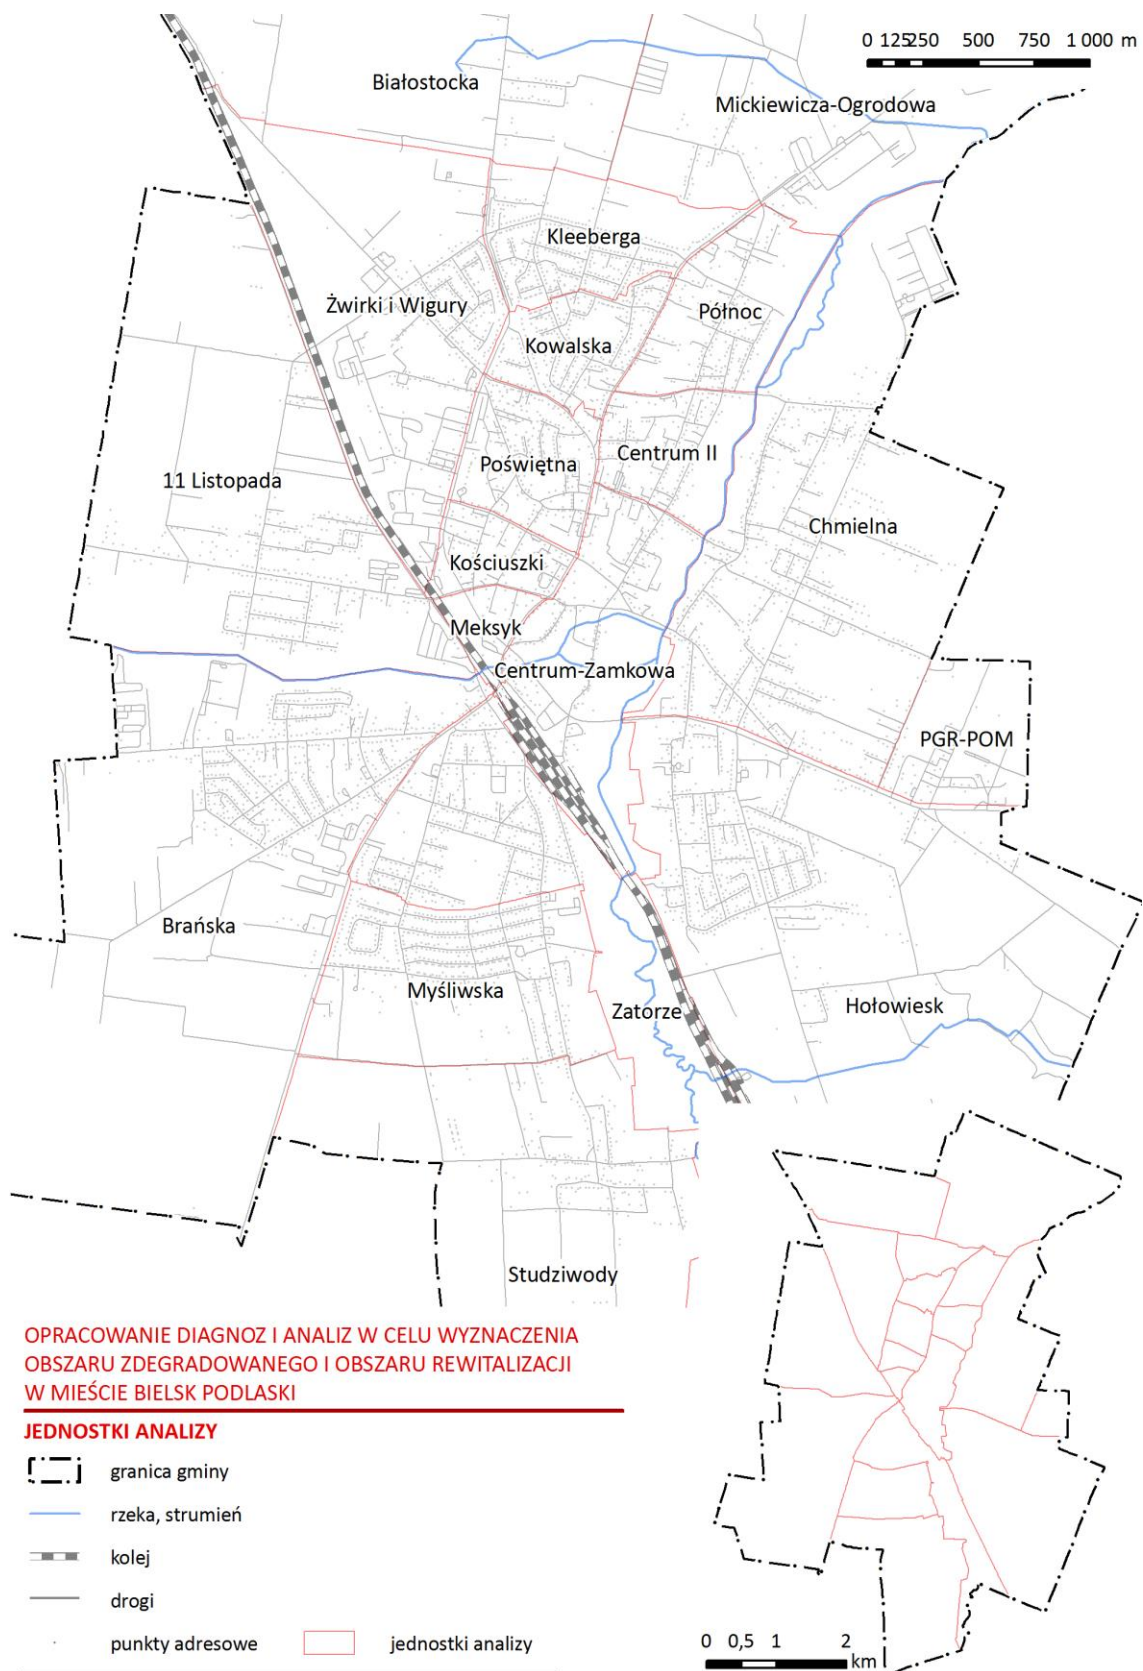 0 125250 500 750 1 000 m
Białostocka
Mickiewicza-Ogrodowa
Kleeberga
Żwirki i Wigury
Północ
Kowalska
Centrum II
Poświętna
11 Listopada
Chmielna
Kościuszki
Meksyk
Centrum-Zamkowa
PGR-POM
Brańska
Myśliwska
Zatorze
Hołowiesk
Studziwody
OPRACOWANIE DIAGNOZ I ANALIZ W CELU WYZNACZENIA
OBSZARU ZDEGRADOWANEGO I OBSZARU REWITALIZACJI
W MIEŚCIE BIELSK PODLASKI
JEDNOSTKI ANALIZY
granica gminy
rzeka, strumień
kolej
drogi
punkty adresowe jednostki analizy
0 0,5 1 2
km